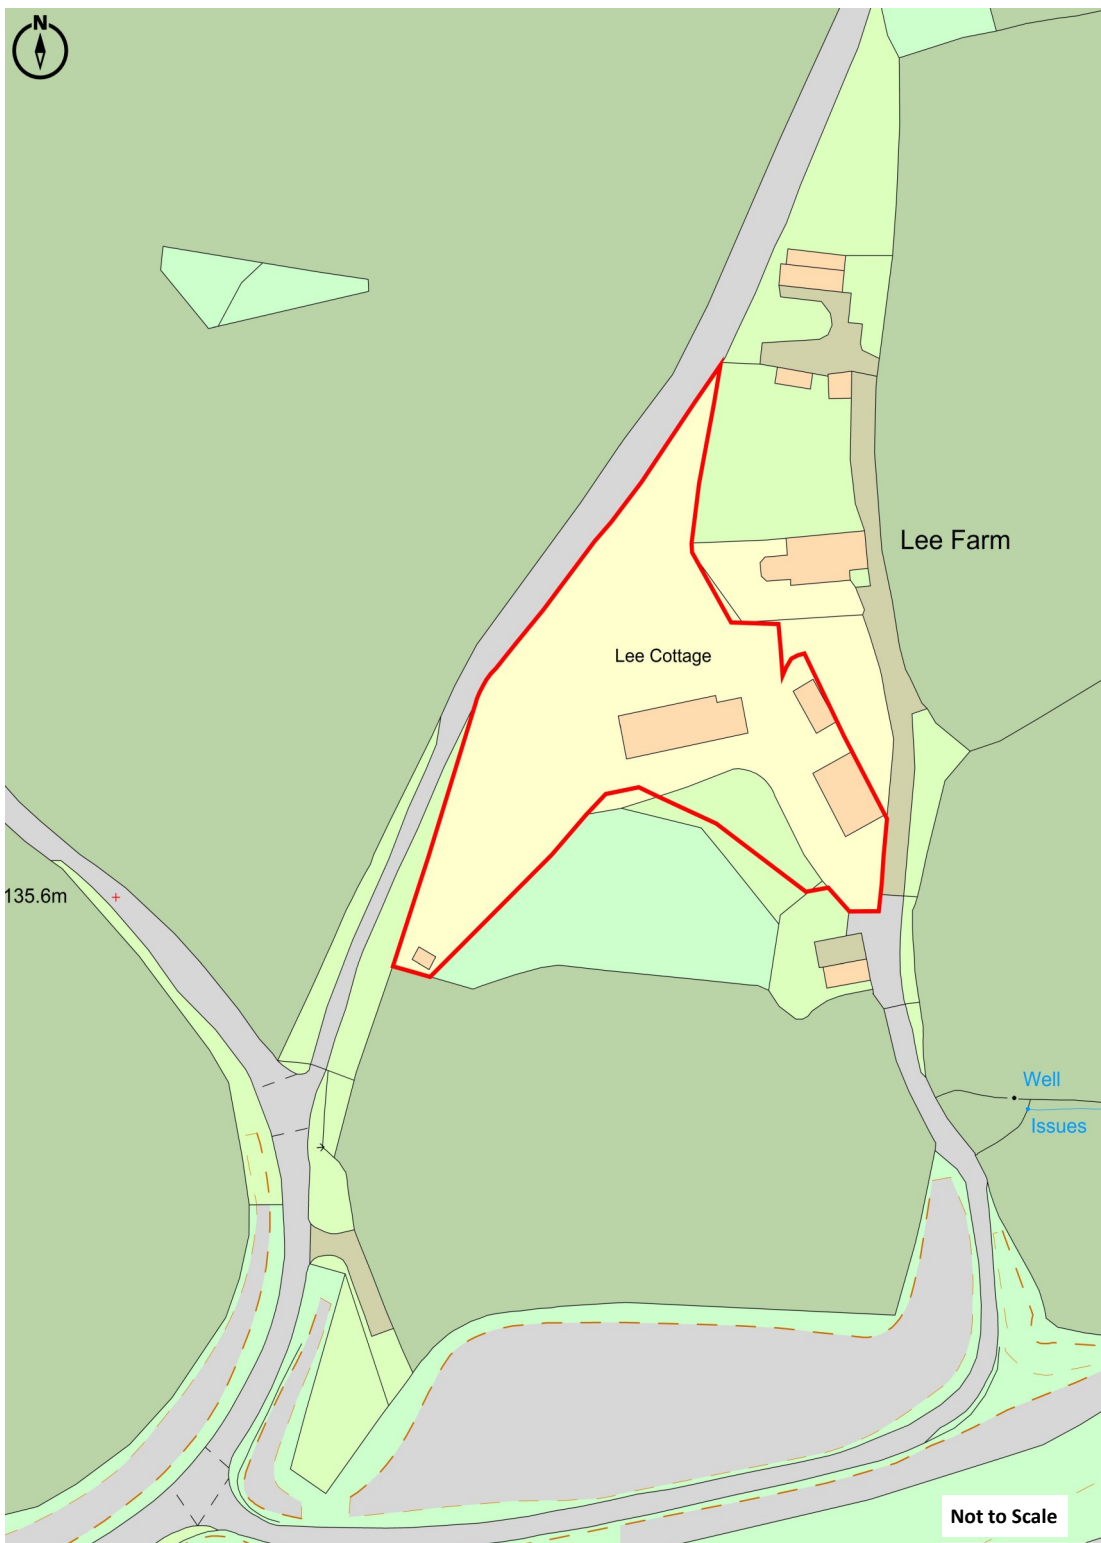 N
Lee Farm
Lee Cottage
135.6m
Well
Issues
Not to Scale